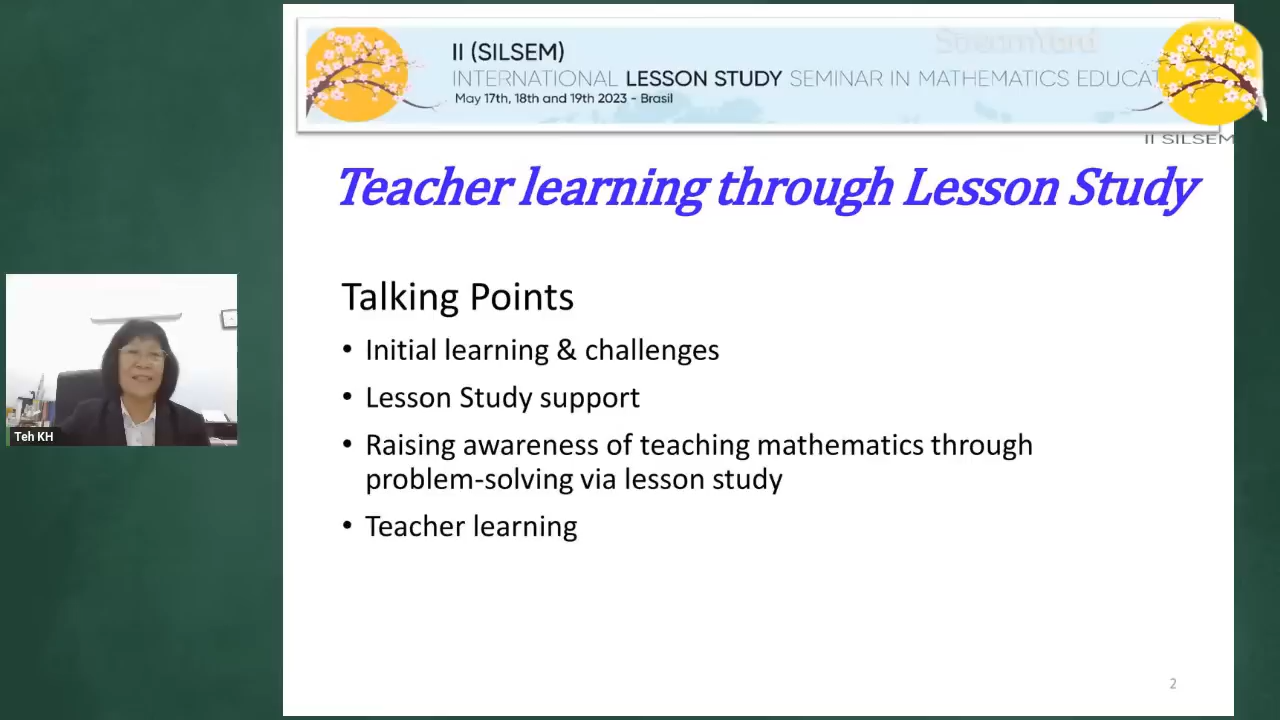 StreamYard
II (SILSEM)
INTERNATIONAL LESSON STUDY SEMINAR IN MATHEMATICS EDUCAT
May 17th, 18th and 19th 2023 - Brasil
II SILSEM
Teacher learning through Lesson Study
Talking Points
• Initial learning & challenges
• Lesson Study support
• Raising awareness of teaching mathematics through
problem-solving via lesson study
• Teacher learning
Teh KH
2